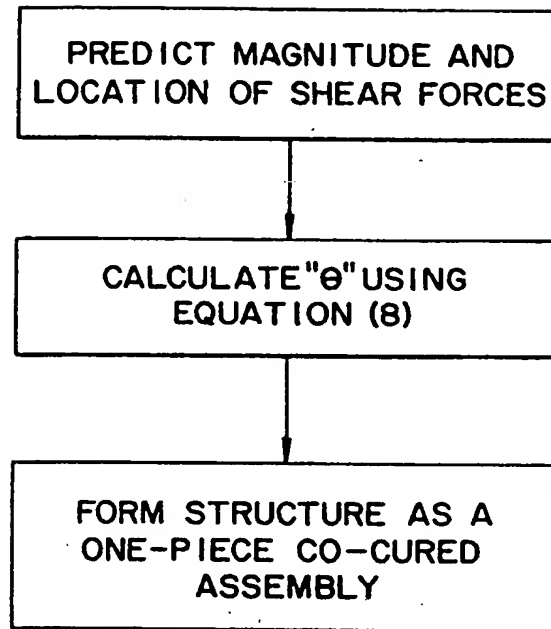 PREDICT MAGNITUDE AND
LOCATION OF SHEAR FORCES
CALCULATE "θ" USING
EQUATION (8)
FORM STRUCTURE AS A
ONE-PIECE CO-CURED
ASSEMBLY